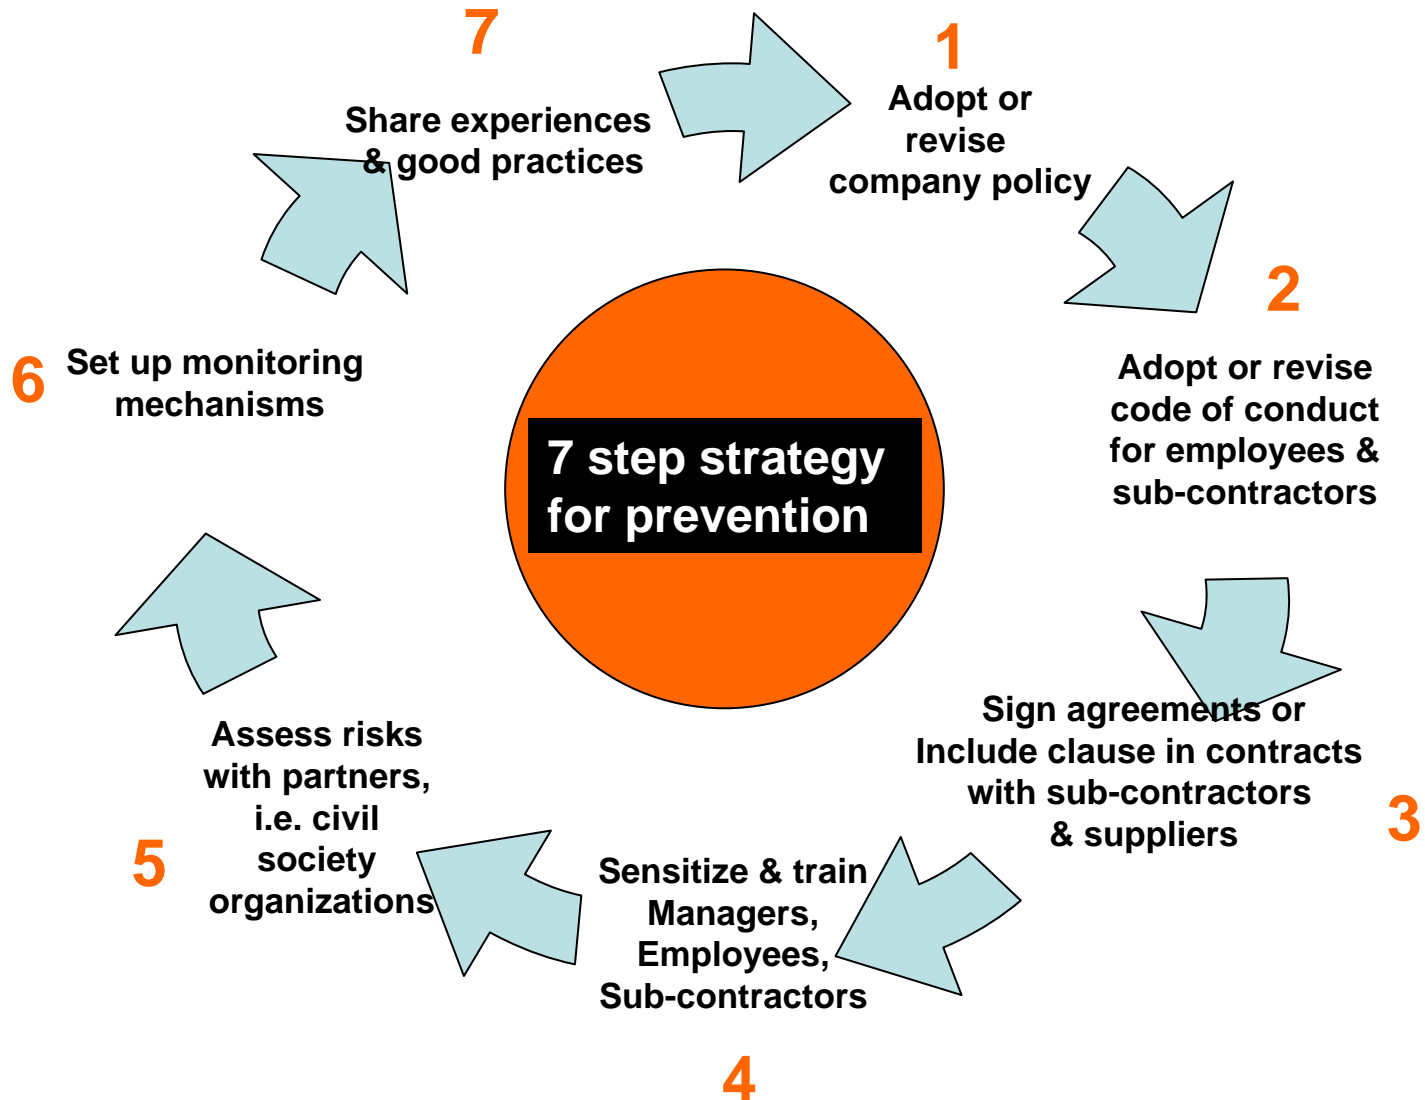 7 step strategy
for prevention
1
Adopt or
revise
company policy
2
Adopt or revise
code of conduct
for employees &
sub-contractors
3
Sign agreements or
Include clause in contracts
with sub-contractors
& suppliers
4
Sensitize & train
Managers,
Employees,
Sub-contractors
5
Assess risks
with partners,
i.e. civil
society
organizations
6
Set up monitoring
mechanisms
7
Share experiences
& good practices